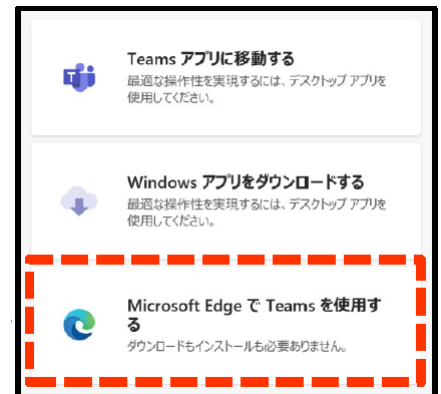 Teams アプリに移動する
最適な操作性を実現するには、デスクトップ アプリを
使用してください。
Windows アプリをダウンロードする
最適な操作性を実現するには、デスクトップ アプリを
使用してください。
Microsoft Edge で Teams を使用す
る
ダウンロードもインストールも必要ありません。